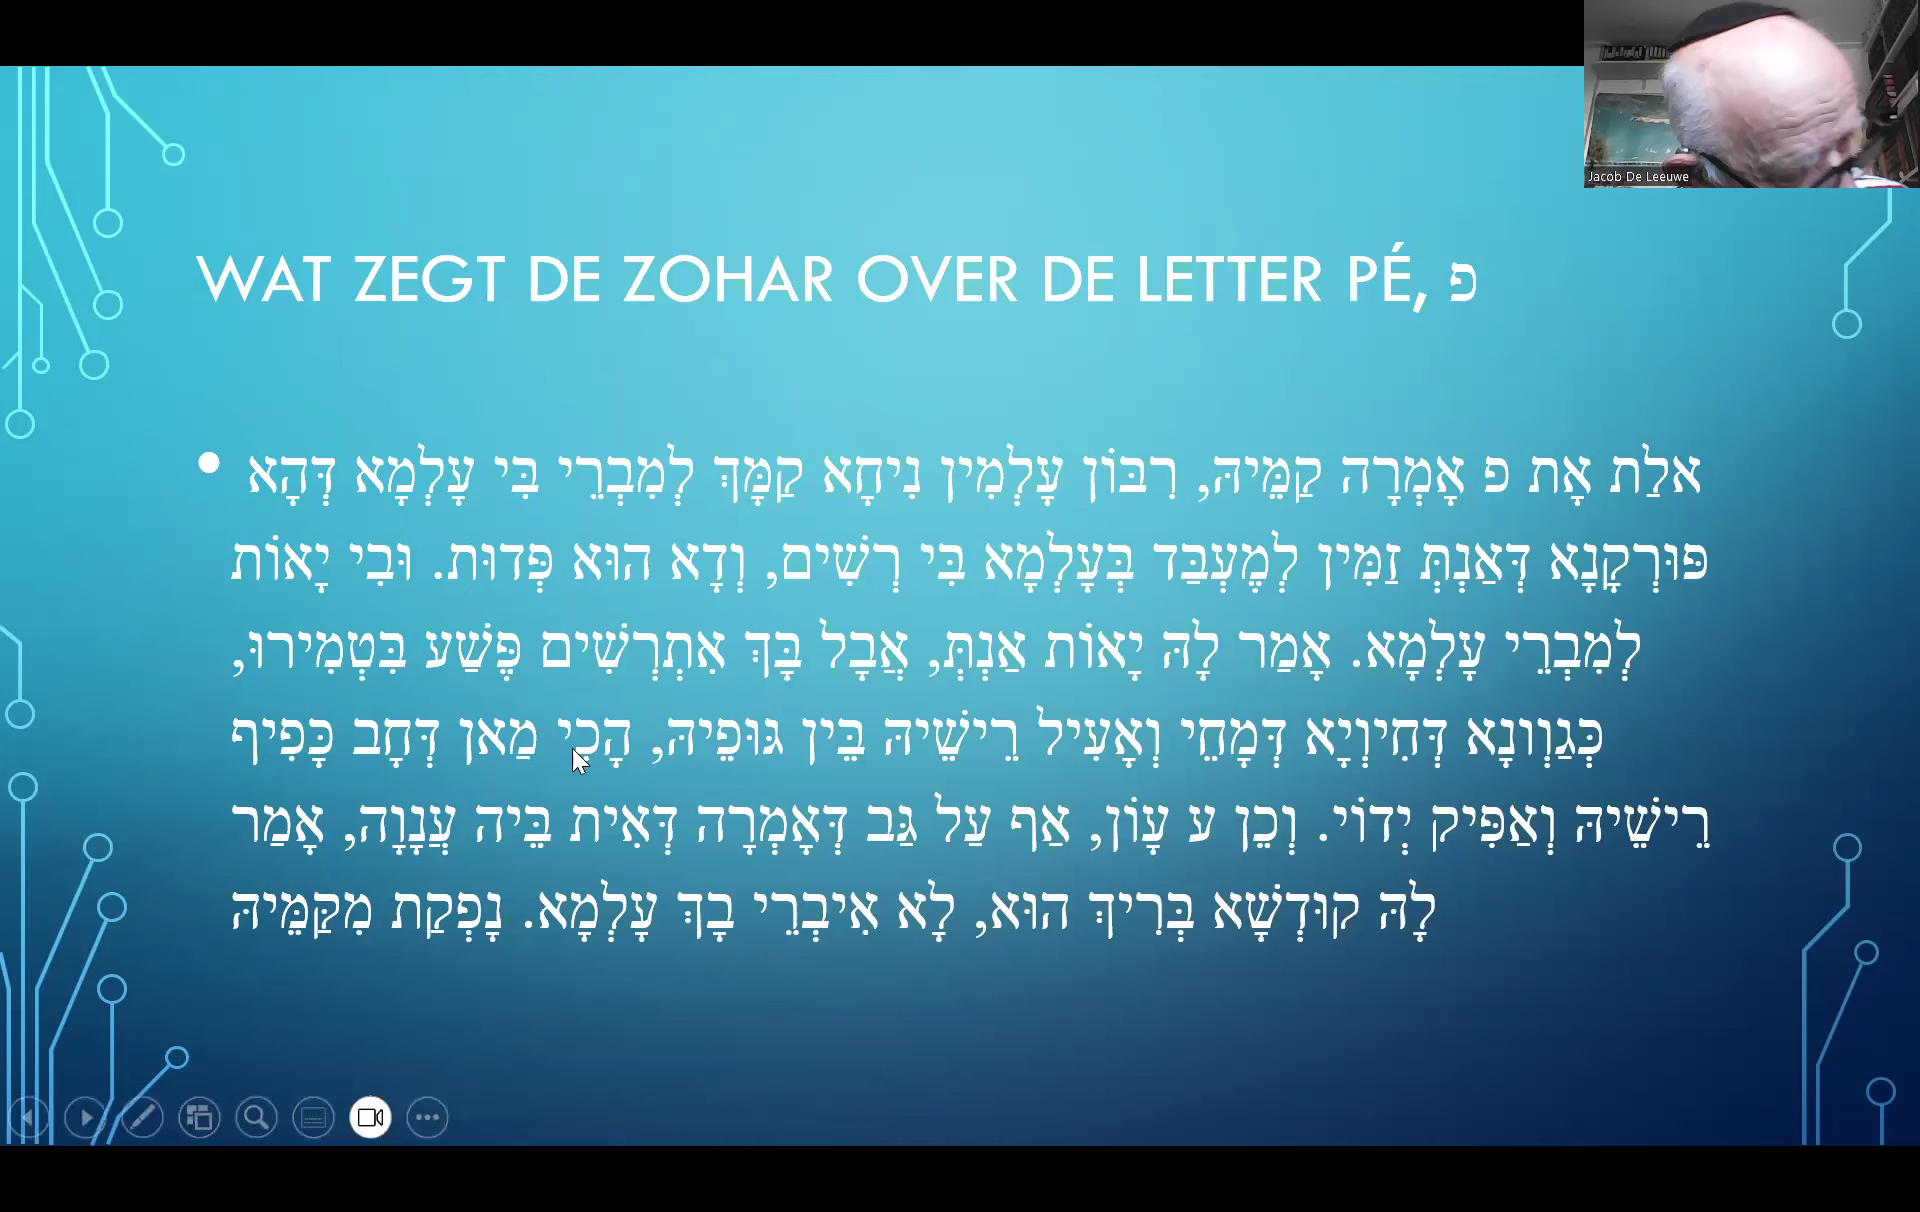 Jacob De Leeuwe
WAT ZEGT DE ZOHAR OVER DE LETTER PÉ, פ
אלַת אָת פ אָמְרָה קַמֵּיהּ, רִבּוֹן עָלְמִין נִיחָא קַמָּךְ לְמִבְרֵי בִּי עָלְמָא דְּהָא
פּוּרְקָנָא דְּאַנְתְּ זַמִּין לְמֶעְבַּד בְּעָלְמָא בִּי רְשִׁים, וְדָא הוּא פְּדוּת. וּבִי יָאוֹת
לְמִבְרֵי עָלְמָא. אָמַר לָהּ יָאוֹת אַנְתְּ, אֲבָל בָּךְ אִתְרְשִׁים פֶּשַׁע בִּטְמִירוּ,
כְּגַוְונָא דְּחִיוְיָא דְּמָחֵי וְאָעִיל רֵישֵׁיהּ בֵּין גּוּפֵיהּ, הָכִי מַאן דְּחָב כָּפִיף
רֵישֵׁיהּ וְאַפִּיק יְדוֹי. וְכֵן ע עָוֹן, אַף עַל גַּב דְּאָמְרָה דְּאִית בֵּיה עֲנָוָה, אָמַר
לָהּ קוּדְשָׁא בְּרִיךְ הוּא, לָא אִיבְרֵי בָךְ עָלְמָא. נָפְקַת מִקַּמֵּיהּ